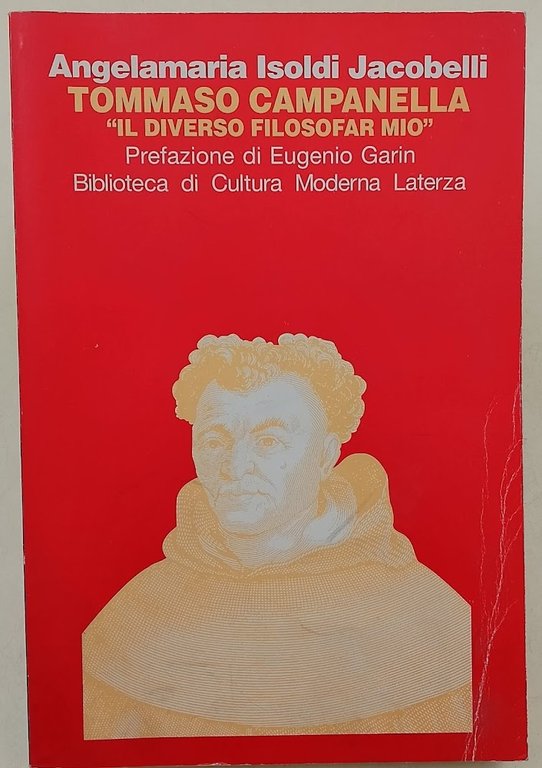 Angelamaria Isoldi Jacobelli
TOMMASO CAMPANELLA
“IL DIVERSO FILOSOFAR MIO”
Prefazione di Eugenio Garin
Biblioteca di Cultura Moderna Laterza